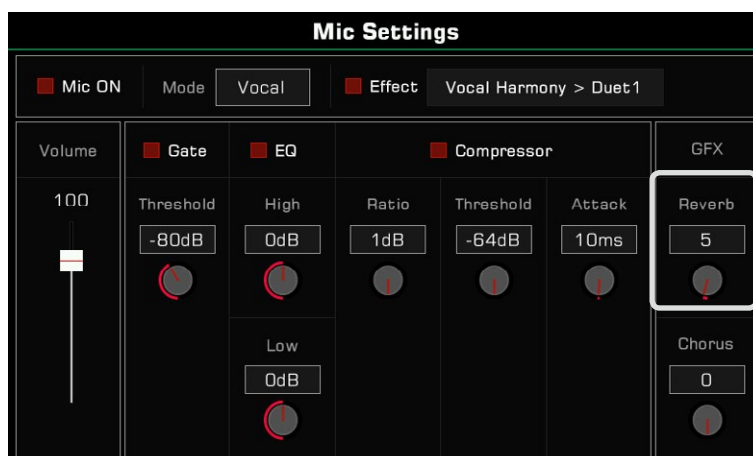 Mic Settings
Mic ON Mode Vocal Effect Vocal Harmony > Duet1
Volume Gate EQ Compressor GFX
100 Threshold High Ratio Threshold Attack Reverb
-80dB 0dB 1dB -64dB 10ms 5
Low Chorus
0dB 0